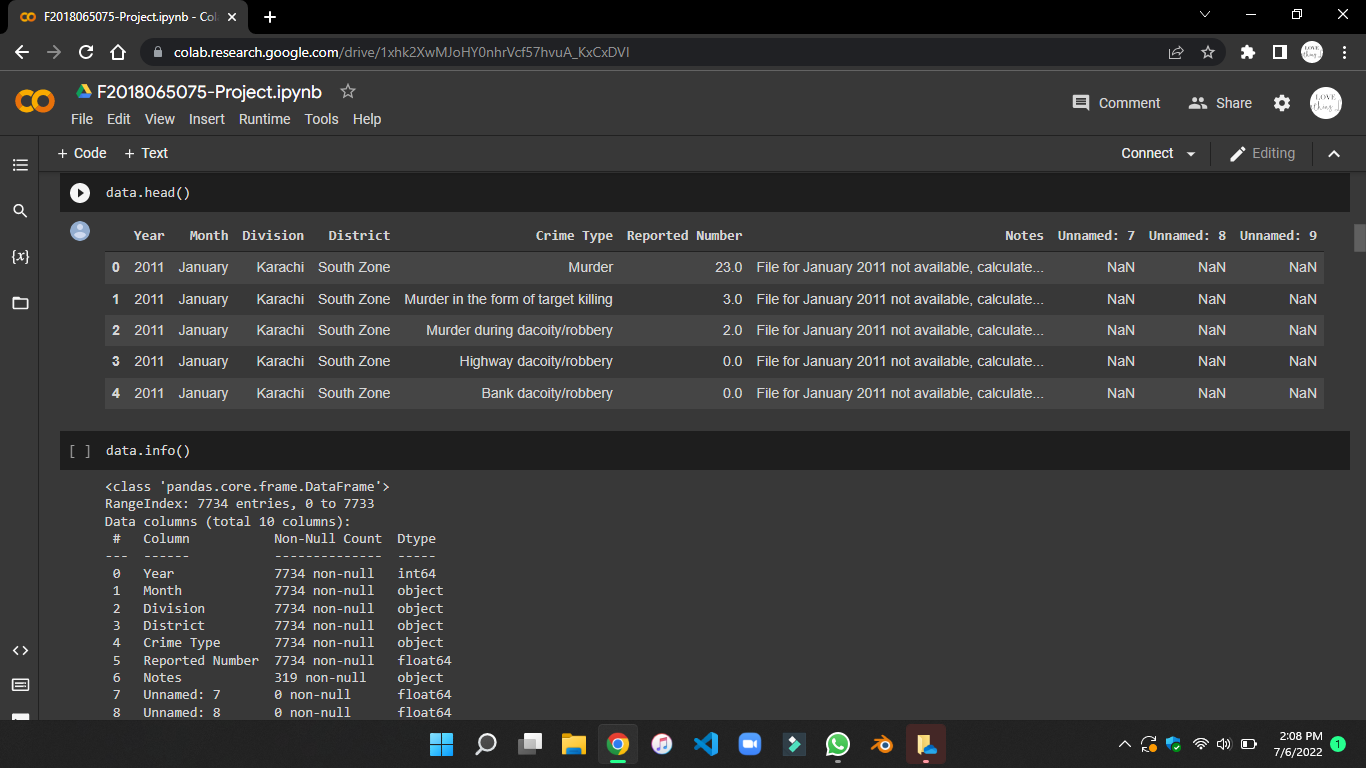 F2018065075-Project.ipynb - Col
colab.research.google.com/drive/1xhk2XwMJoHY0nhrVcf57hvuA_KxCxDVI
F2018065075-Project.ipynb
File Edit View Insert Runtime Tools Help
Comment Share
+ Code + Text
Connect Editing
data.head()
Year Month Division District Crime Type Reported Number Notes Unnamed: 7 Unnamed: 8 Unnamed: 9
0 2011 January Karachi South Zone Murder 23.0 File for January 2011 not available, calculate... NaN NaN NaN
1 2011 January Karachi South Zone Murder in the form of target killing 3.0 File for January 2011 not available, calculate... NaN NaN NaN
2 2011 January Karachi South Zone Murder during dacoity/robbery 2.0 File for January 2011 not available, calculate... NaN NaN NaN
3 2011 January Karachi South Zone Highway dacoity/robbery 0.0 File for January 2011 not available, calculate... NaN NaN NaN
4 2011 January Karachi South Zone Bank dacoity/robbery 0.0 File for January 2011 not available, calculate... NaN NaN NaN
[ ] data.info()
<class 'pandas.core.frame.DataFrame'>
RangeIndex: 7734 entries, 0 to 7733
Data columns (total 10 columns):
# Column Non-Null Count Dtype
--- ------ -------------- -----
0 Year 7734 non-null int64
1 Month 7734 non-null object
2 Division 7734 non-null object
3 District 7734 non-null object
4 Crime Type 7734 non-null object
5 Reported Number 7734 non-null float64
6 Notes 319 non-null object
7 Unnamed: 7 0 non-null float64
8 Unnamed: 8 0 non-null float64
2:08 PM
7/6/2022
1